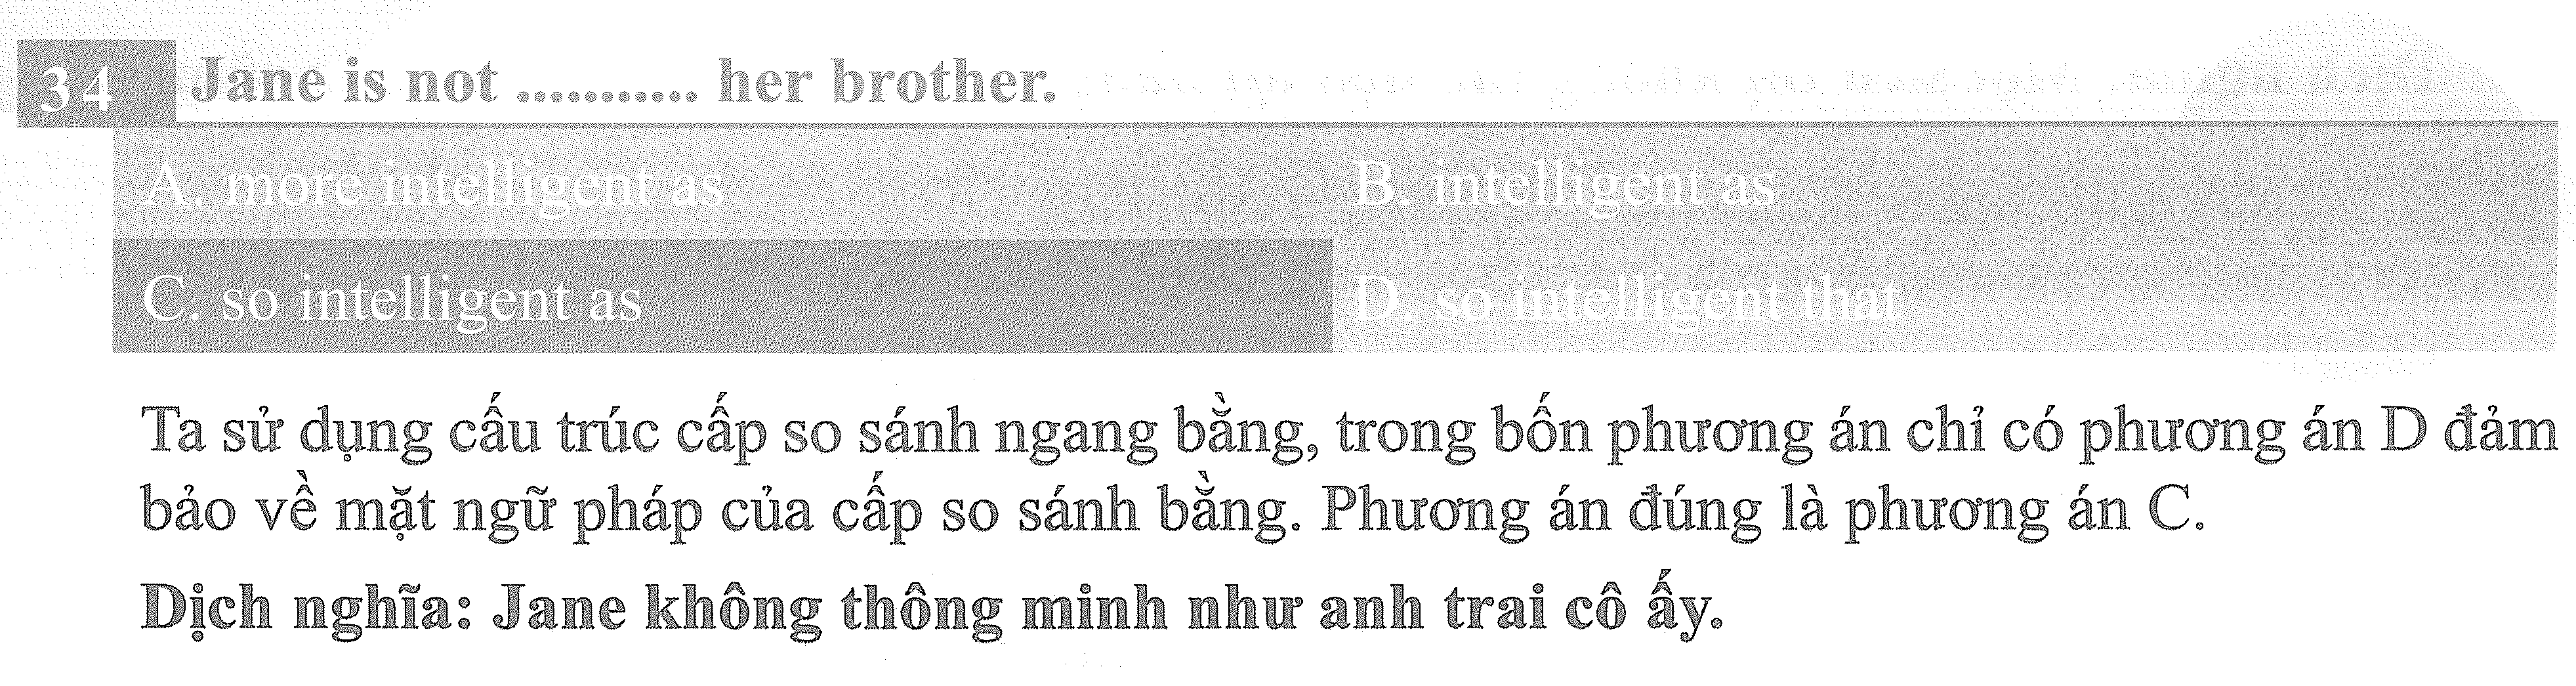 34 Jane is not ........... her brother.
A. more intelligent as B. intelligent as
C. so intelligent as D. so intelligent that
Ta sử dụng cấu trúc cấp so sánh ngang bằng, trong bốn phương án chỉ có phương án D đảm
bảo về mặt ngữ pháp của cấp so sánh bằng. Phương án đúng là phương án C.
Dịch nghĩa: Jane không thông minh như anh trai cô ấy.